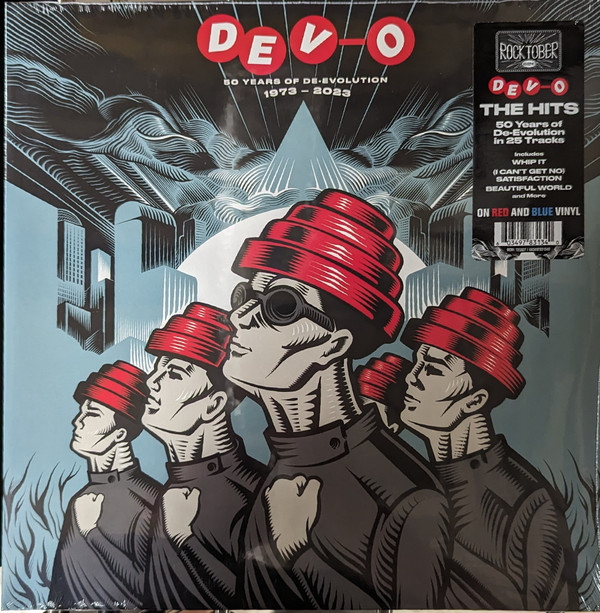 DEV-O
50 YEARS OF DE-EVOLUTION
1973 – 2023
ROCKTOBER
DEV-O
THE HITS
50 Years of
De-Evolution
in 25 Tracks
Includes
WHIP IT
(I CAN'T GET NO)
SATISFACTION
BEAUTIFUL WORLD
and More
ON RED AND BLUE VINYL